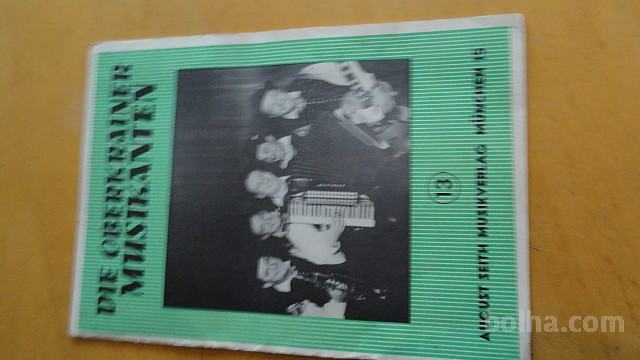 DIE OBERKRAINER
MUSIKANTEN
13
AUGUST SEITH MUSIKVERLAG MÜNCHEN 15
bolha.com